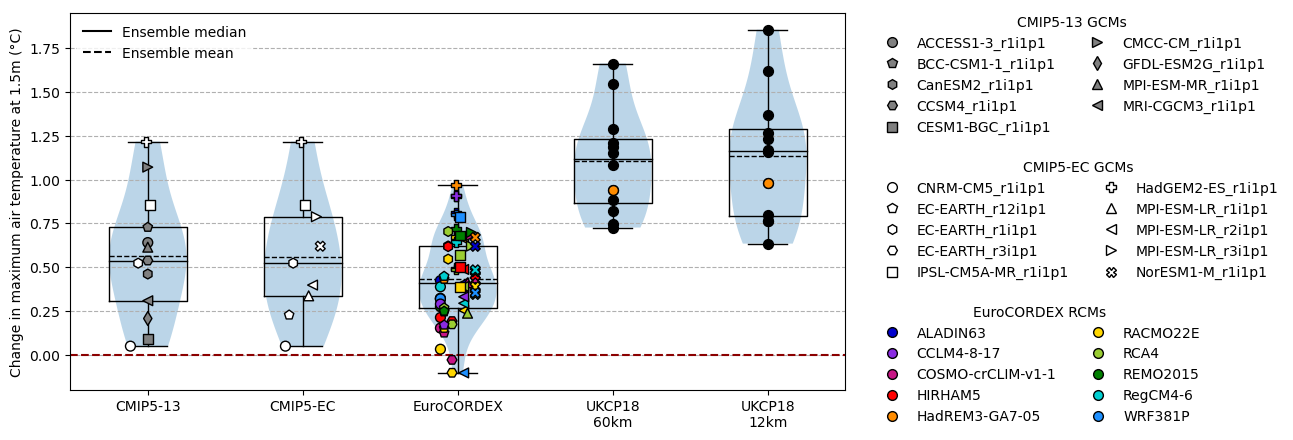 Change in maximum air temperature at 1.5m (°C)
1.75
1.50
1.25
1.00
0.75
0.50
0.25
0.00
Ensemble median
Ensemble mean
CMIP5-13
CMIP5-EC
EuroCORDEX
UKCP18
60km
UKCP18
12km
CMIP5-13 GCMs
ACCESS1-3_r1i1p1
BCC-CSM1-1_r1i1p1
CanESM2_r1i1p1
CCSM4_r1i1p1
CESM1-BGC_r1i1p1
CMCC-CM_r1i1p1
GFDL-ESM2G_r1i1p1
MPI-ESM-MR_r1i1p1
MRI-CGCM3_r1i1p1
CMIP5-EC GCMs
CNRM-CM5_r1i1p1
EC-EARTH_r12i1p1
EC-EARTH_r1i1p1
EC-EARTH_r3i1p1
IPSL-CM5A-MR_r1i1p1
HadGEM2-ES_r1i1p1
MPI-ESM-LR_r1i1p1
MPI-ESM-LR_r2i1p1
MPI-ESM-LR_r3i1p1
NorESM1-M_r1i1p1
EuroCORDEX RCMs
ALADIN63
CCLM4-8-17
COSMO-crCLIM-v1-1
HIRHAM5
HadREM3-GA7-05
RACMO22E
RCA4
REMO2015
RegCM4-6
WRF381P